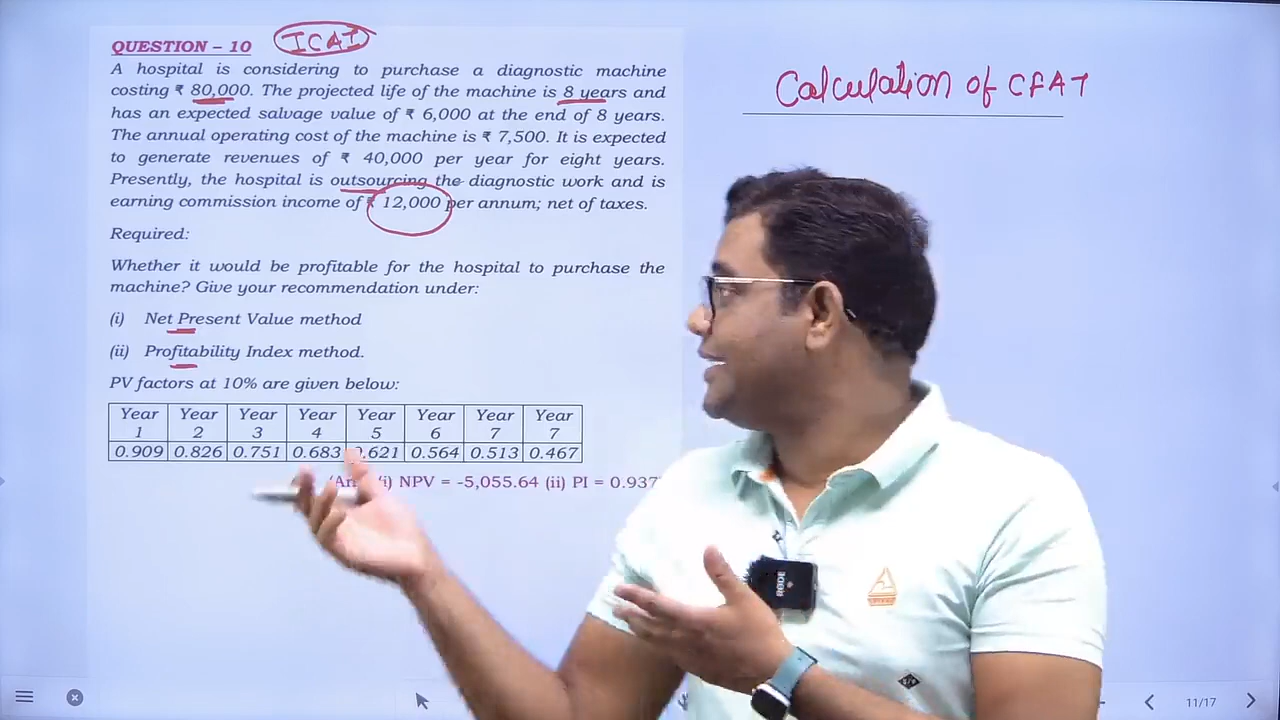 QUESTION – 10 ICAI
A hospital is considering to purchase a diagnostic machine
costing ₹ 80,000. The projected life of the machine is 8 years and
has an expected salvage value of ₹ 6,000 at the end of 8 years.
The annual operating cost of the machine is ₹ 7,500. It is expected
to generate revenues of ₹ 40,000 per year for eight years.
Presently, the hospital is outsourcing the diagnostic work and is
earning commission income of ₹ 12,000 per annum; net of taxes.
Required:
Whether it would be profitable for the hospital to purchase the
machine? Give your recommendation under:
(i) Net Present Value method
(ii) Profitability Index method.
PV factors at 10% are given below:
Year Year Year Year Year Year Year Year
1 2 3 4 5 6 7 7
0.909 0.826 0.751 0.683 0.621 0.564 0.513 0.467
NPV = -5,055.64 (ii) PI = 0.937
Calculation of CFAT
RODE
11/17